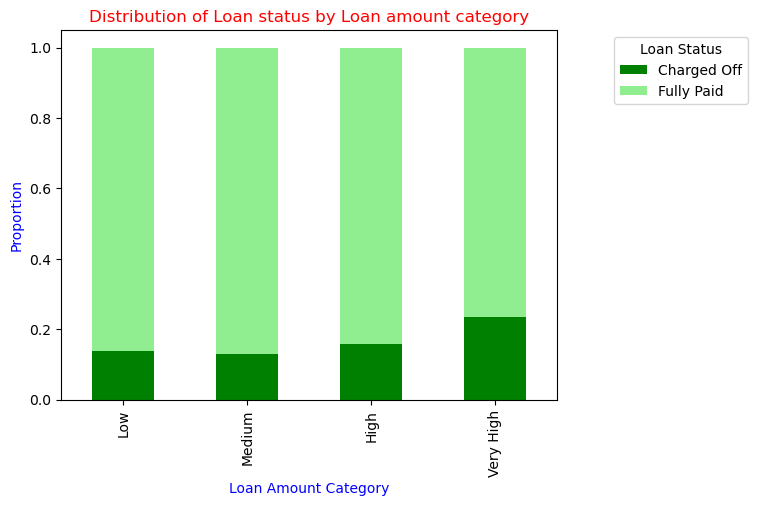 Distribution of Loan status by Loan amount category
Loan Status
Charged Off
Fully Paid
Proportion
1.0
0.8
0.6
0.4
0.2
0.0
Low
Medium
High
Very High
Loan Amount Category